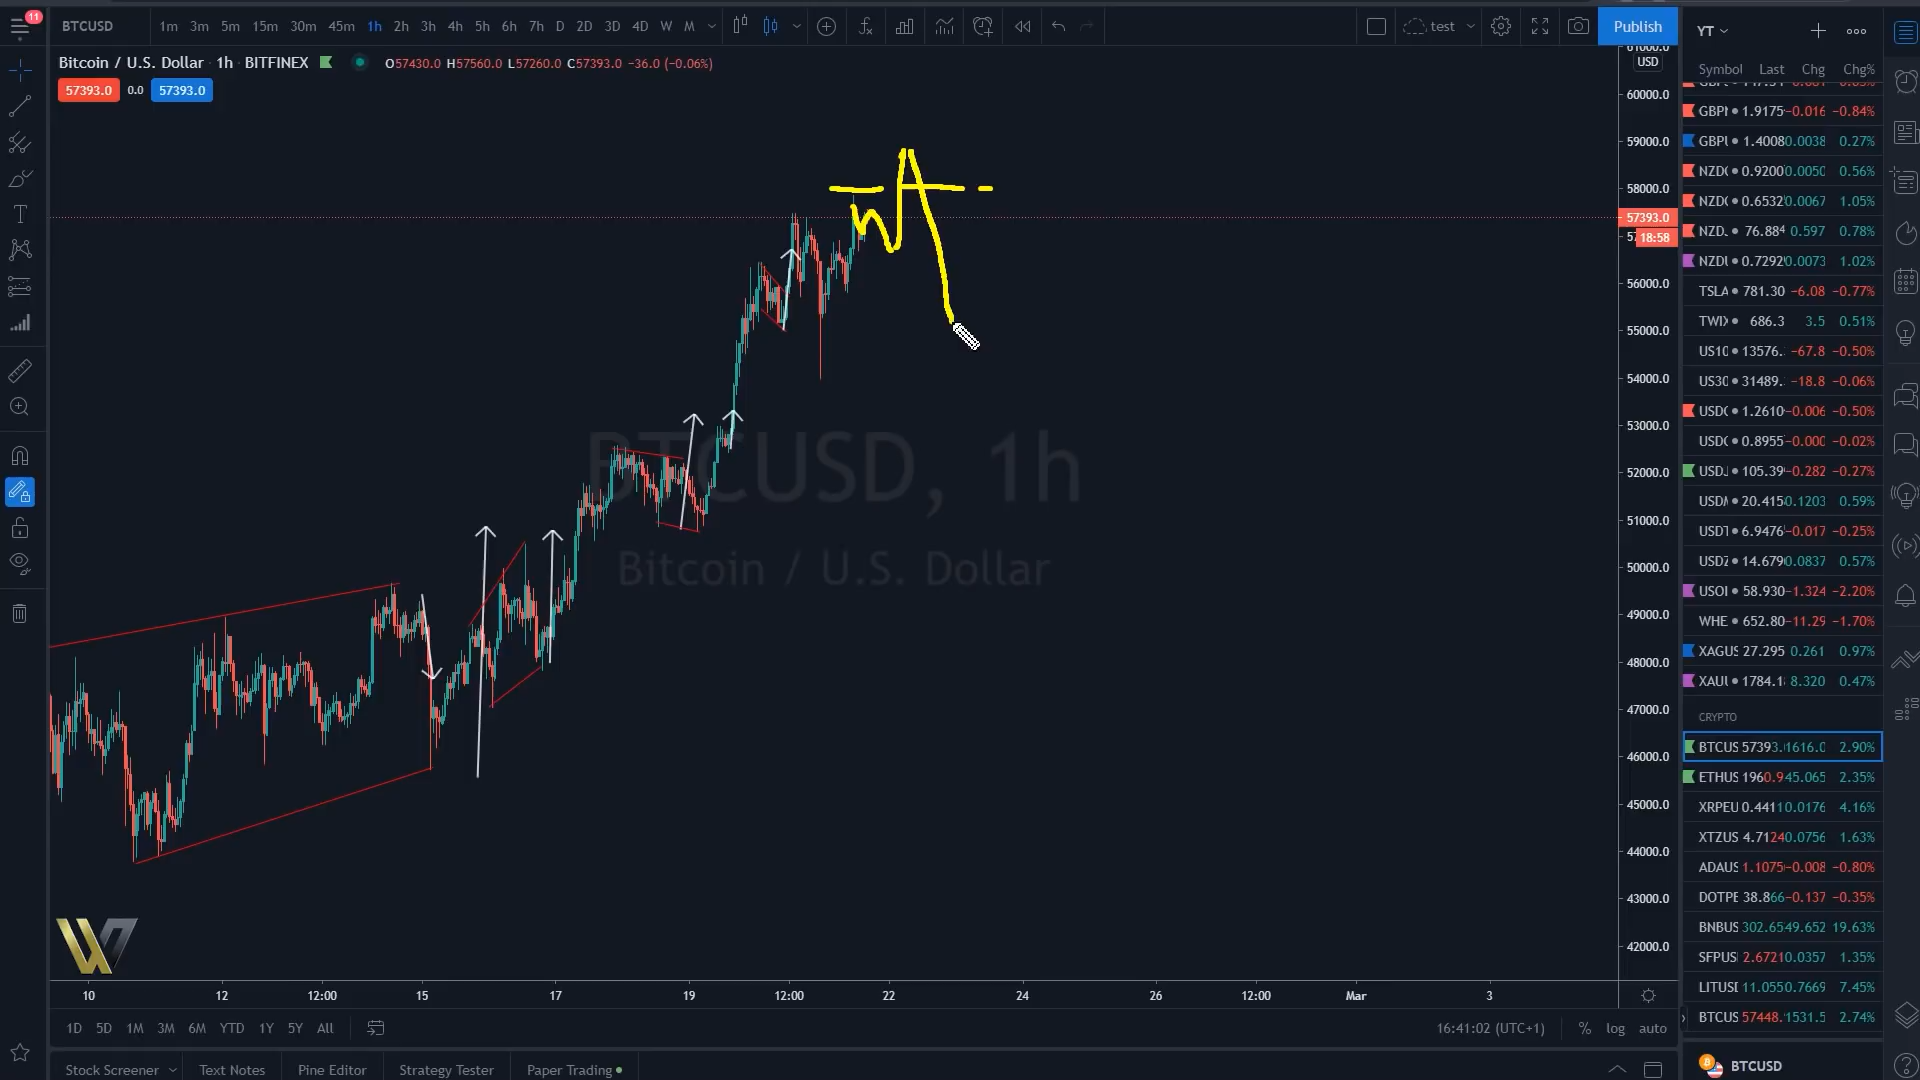 11
BTCUSD 1m 3m 5m 15m 30m 45m 1h 2h 3h 4h 5h 6h 7h D 2D 3D 4D W M test Publish
YT
Bitcoin / U.S. Dollar · 1h · BITFINEX O57430.0 H57560.0 L57260.0 C57393.0 −36.0 (−0.06%)
57393.0 0.0 57393.0
USD
Symbol Last Chg Chg%
61000.0
60000.0
59000.0
58000.0
57393.0
18:58
56000.0
55000.0
54000.0
53000.0
52000.0
51000.0
50000.0
49000.0
48000.0
47000.0
46000.0
45000.0
44000.0
43000.0
42000.0
BTCUSD, 1h
Bitcoin / U.S. Dollar
GBPI 1.9175 −0.016 −0.84%
GBPU 1.4008 0.0038 0.27%
NZD 0.9200 0.0050 0.56%
NZD 0.6532 0.0067 1.05%
NZD. 76.884 0.597 0.78%
NZDU 0.7292 0.0073 1.02%
TSLA 781.30 −6.08 −0.77%
TWIX 686.3 3.5 0.51%
US10 13576. −67.8 −0.50%
US30 31489. −18.8 −0.06%
USDC 1.2610 −0.006 −0.50%
USDC 0.8955 −0.000 −0.02%
USDJ 105.39 −0.282 −0.27%
USDM 20.415 0.1203 0.59%
USDT 6.9476 −0.017 −0.25%
USDZ 14.679 0.0837 0.57%
USOI 58.930 −1.324 −2.20%
WHE 652.80 −11.29 −1.70%
XAGUS 27.295 0.261 0.97%
XAUU 1784.1 8.320 0.47%
CRYPTO
BTCUS 57393. 1616.0 2.90%
ETHUS 1960.9 45.065 2.35%
XRPEU 0.4411 0.0176 4.16%
XTZUS 4.7124 0.0756 1.63%
ADAUS 1.1075 −0.008 −0.80%
DOTPE 38.866 −0.137 −0.35%
BNBUS 302.65 49.652 19.63%
SFPUS 2.6721 0.0357 1.35%
LITUSD 11.055 0.7669 7.45%
BTCUS 57448. 1531.5 2.74%
10 12 12:00 15 17 19 12:00 22 24 26 12:00 Mar 3
1D 5D 1M 3M 6M YTD 1Y 5Y All 16:41:02 (UTC+1) % log auto
Stock Screener Text Notes Pine Editor Strategy Tester Paper Trading
BTCUSD